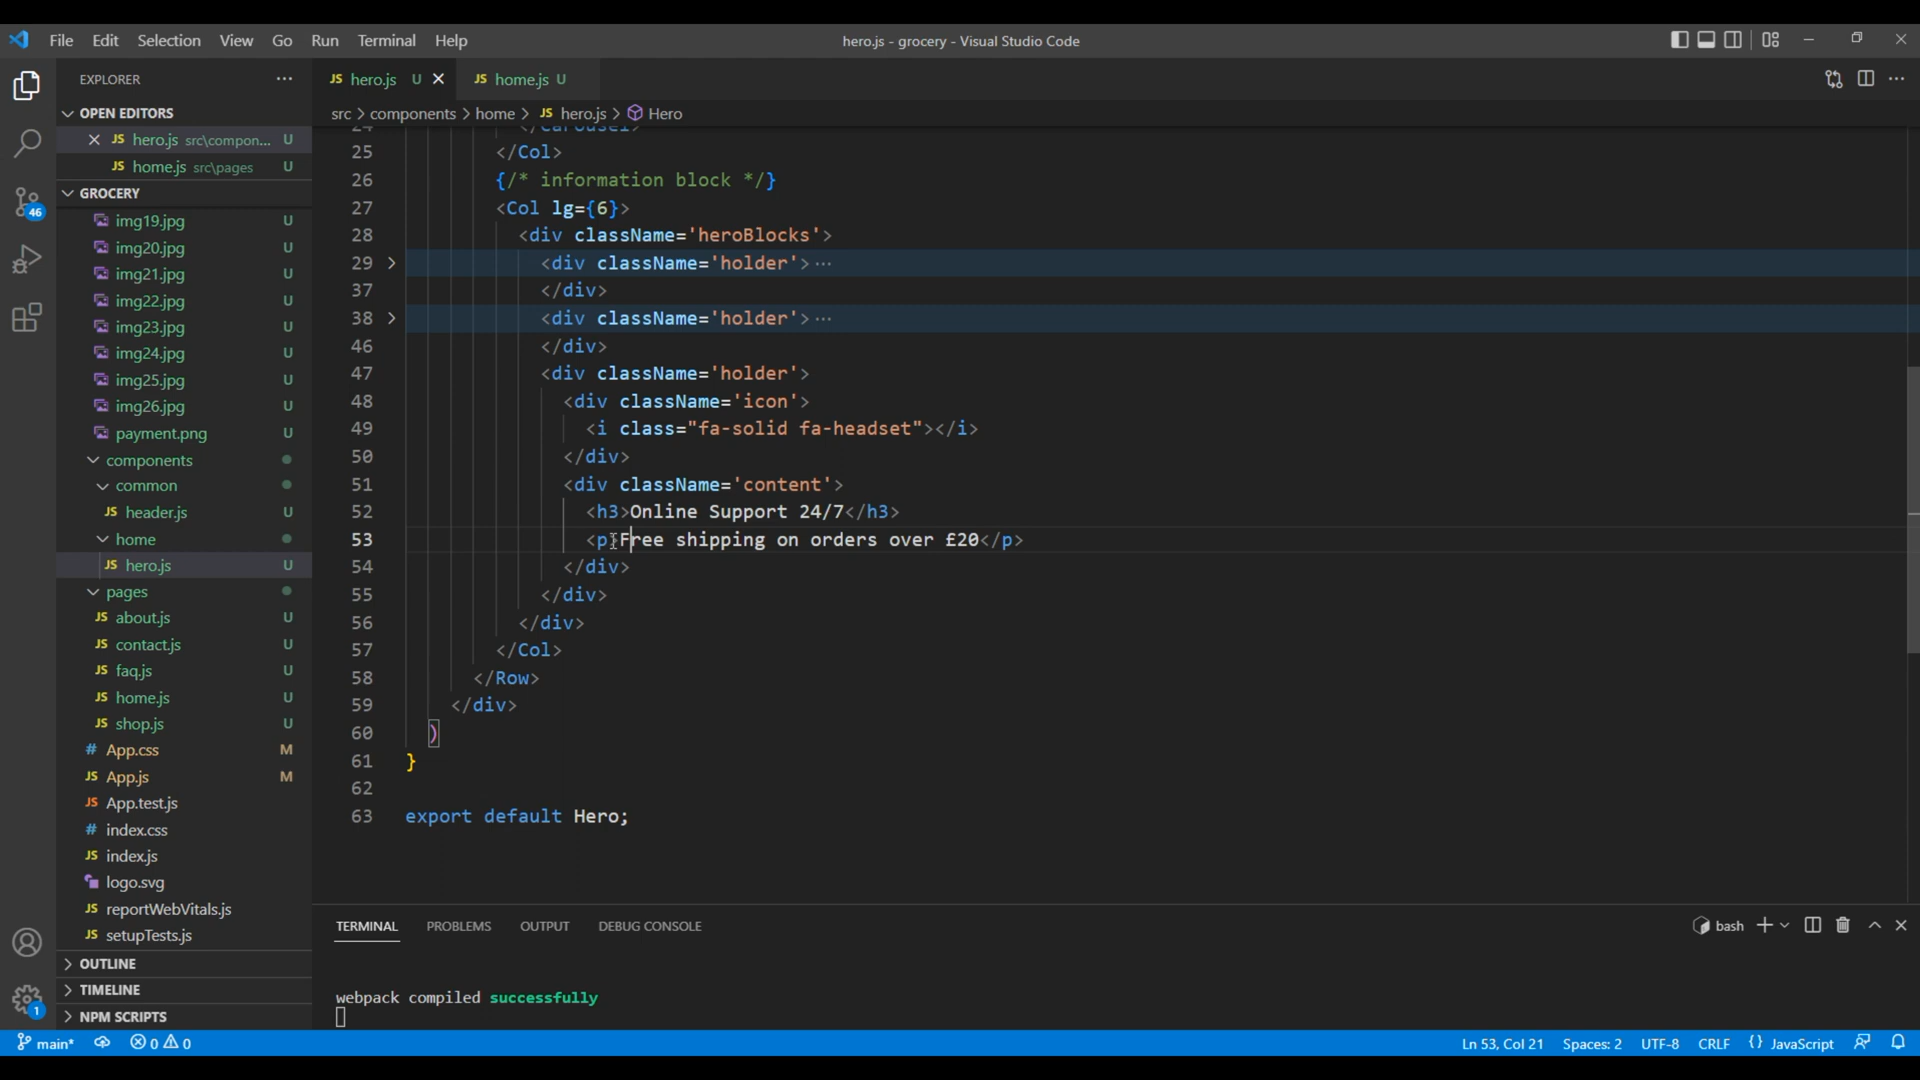 File Edit Selection View Go Run Terminal Help
hero.js - grocery - Visual Studio Code
EXPLORER
OPEN EDITORS
JS hero.js src\compon... U
JS home.js src\pages U
GROCERY
img19.jpg U
img20.jpg U
img21.jpg U
img22.jpg U
img23.jpg U
img24.jpg U
img25.jpg U
img26.jpg U
payment.png U
components
common
JS header.js U
home
JS hero.js U
pages
JS about.js U
JS contact.js U
JS faq.js U
JS home.js U
JS shop.js U
# App.css M
JS App.js M
JS App.test.js
# index.css
JS index.js
logo.svg
JS reportWebVitals.js
JS setupTests.js
OUTLINE
TIMELINE
NPM SCRIPTS
46
1
JS hero.js U
JS home.js U
src > components > home > JS hero.js > Hero
24 </Carousel>
25 </Col>
26 {/* information block */}
27 <Col lg={6}>
28 <div className='heroBlocks'>
29 <div className='holder'>···
37 </div>
38 <div className='holder'>···
46 </div>
47 <div className='holder'>
48 <div className='icon'>
49 <i class="fa-solid fa-headset"></i>
50 </div>
51 <div className='content'>
52 <h3>Online Support 24/7</h3>
53 <p>Free shipping on orders over £20</p>
54 </div>
55 </div>
56 </div>
57 </Col>
58 </Row>
59 </div>
60 )
61 }
62
63 export default Hero;
TERMINAL PROBLEMS OUTPUT DEBUG CONSOLE
bash
webpack compiled successfully
main* 0 0
Ln 53, Col 21 Spaces: 2 UTF-8 CRLF {} JavaScript